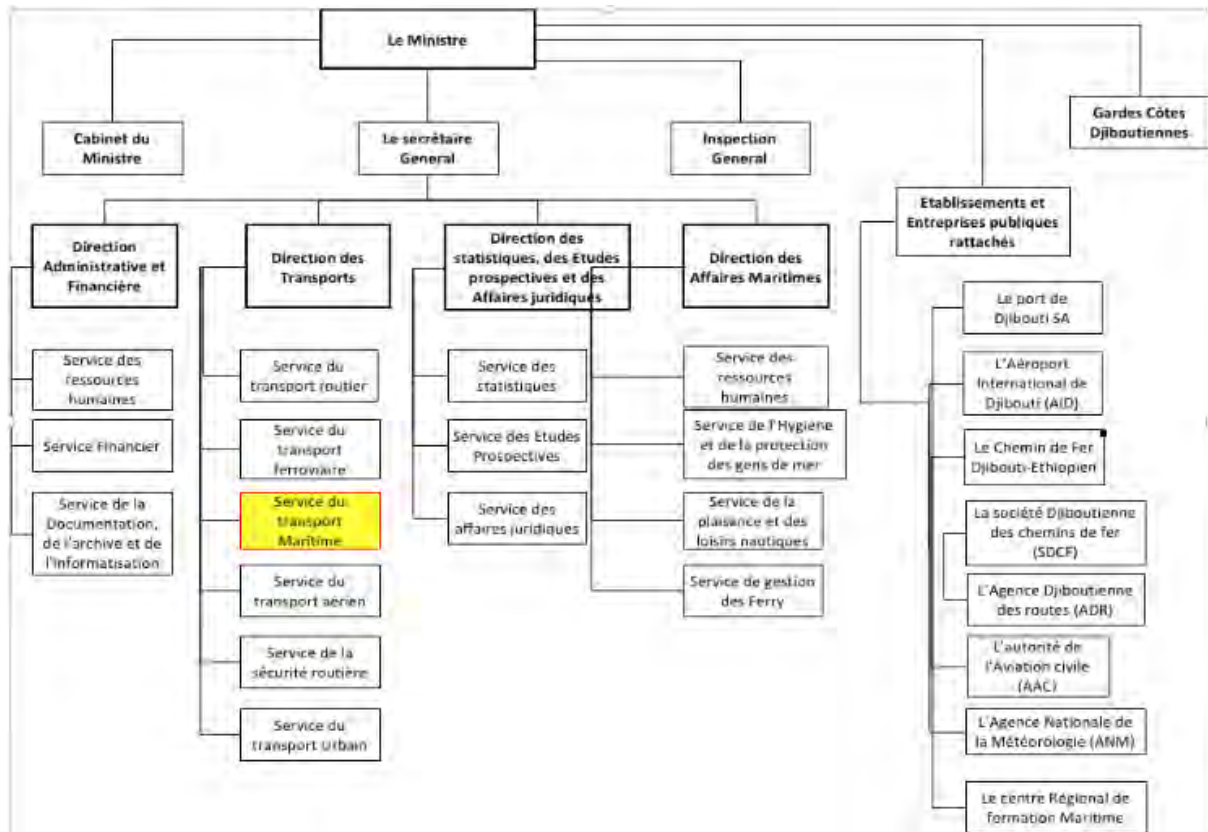 Le Ministre
Cabinet du
Ministre
Le secrétaire
General
Inspection
General
Gardes Côtes
Djiboutiennes
Etablissements et
Entreprises publiques
rattachés
Direction
Administrative et
Financière
Direction des
Transports
Direction des
statistiques, des Etudes
prospectives et des
Affaires juridiques
Direction des
Affaires Maritimes
Service des
ressources
humaines
Service Financier
Service de la
Documentation,
de l'archive et de
l'informatisation
Service du
transport routier
Service du
transport
ferroviaire
Service du
transport
Maritime
Service du
transport aérien
Service de la
sécurité routière
Service du
transport Urbain
Service des
statistiques
Service des Etudes
Prospectives
Service des
affaires juridiques
Service des
ressources
humaines
Service de l'Hygiene
et de la protection
des gens de mer
Service de la
plaisance et des
loisirs nautiques
Service de gestion
des Ferry
Le port de
Djibouti SA
L'Aéroport
International de
Djibouti (AID)
Le Chemin de Fer
Djibouti-Ethiopien
La société Djiboutienne
des chemins de fer
(SDCF)
L'Agence Djiboutienne
des routes (ADR)
L'autorité de
l'Aviation civile
(AAC)
L'Agence Nationale de
la Météorologie (ANM)
Le centre Régional de
formation Maritime